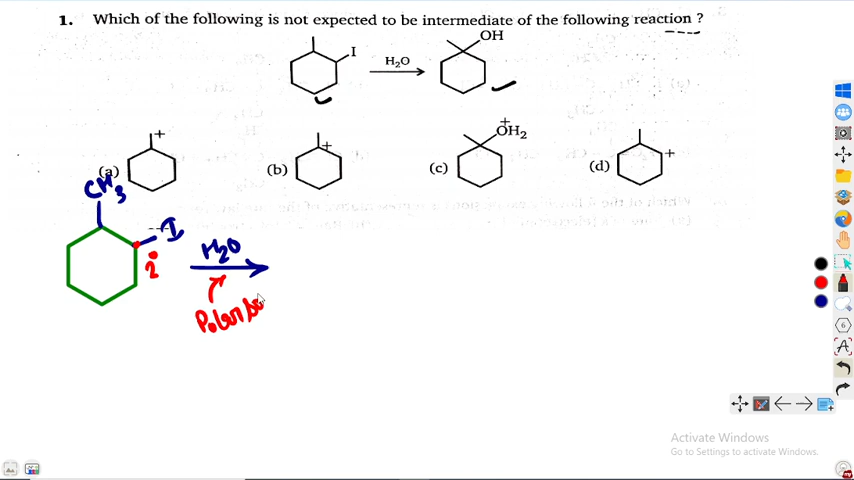 1. Which of the following is not expected to be intermediate of the following reaction ?
I
H₂O
OH
(a)
+
(b)
+
(c)
+
OH₂
(d)
+
CH₃
I
2°
H₂O
Polar
Activate Windows
Go to Settings to activate Windows.